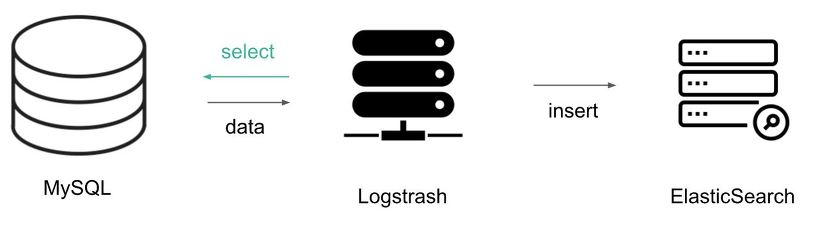 select
data
insert
MySQL
Logstrash
ElasticSearch